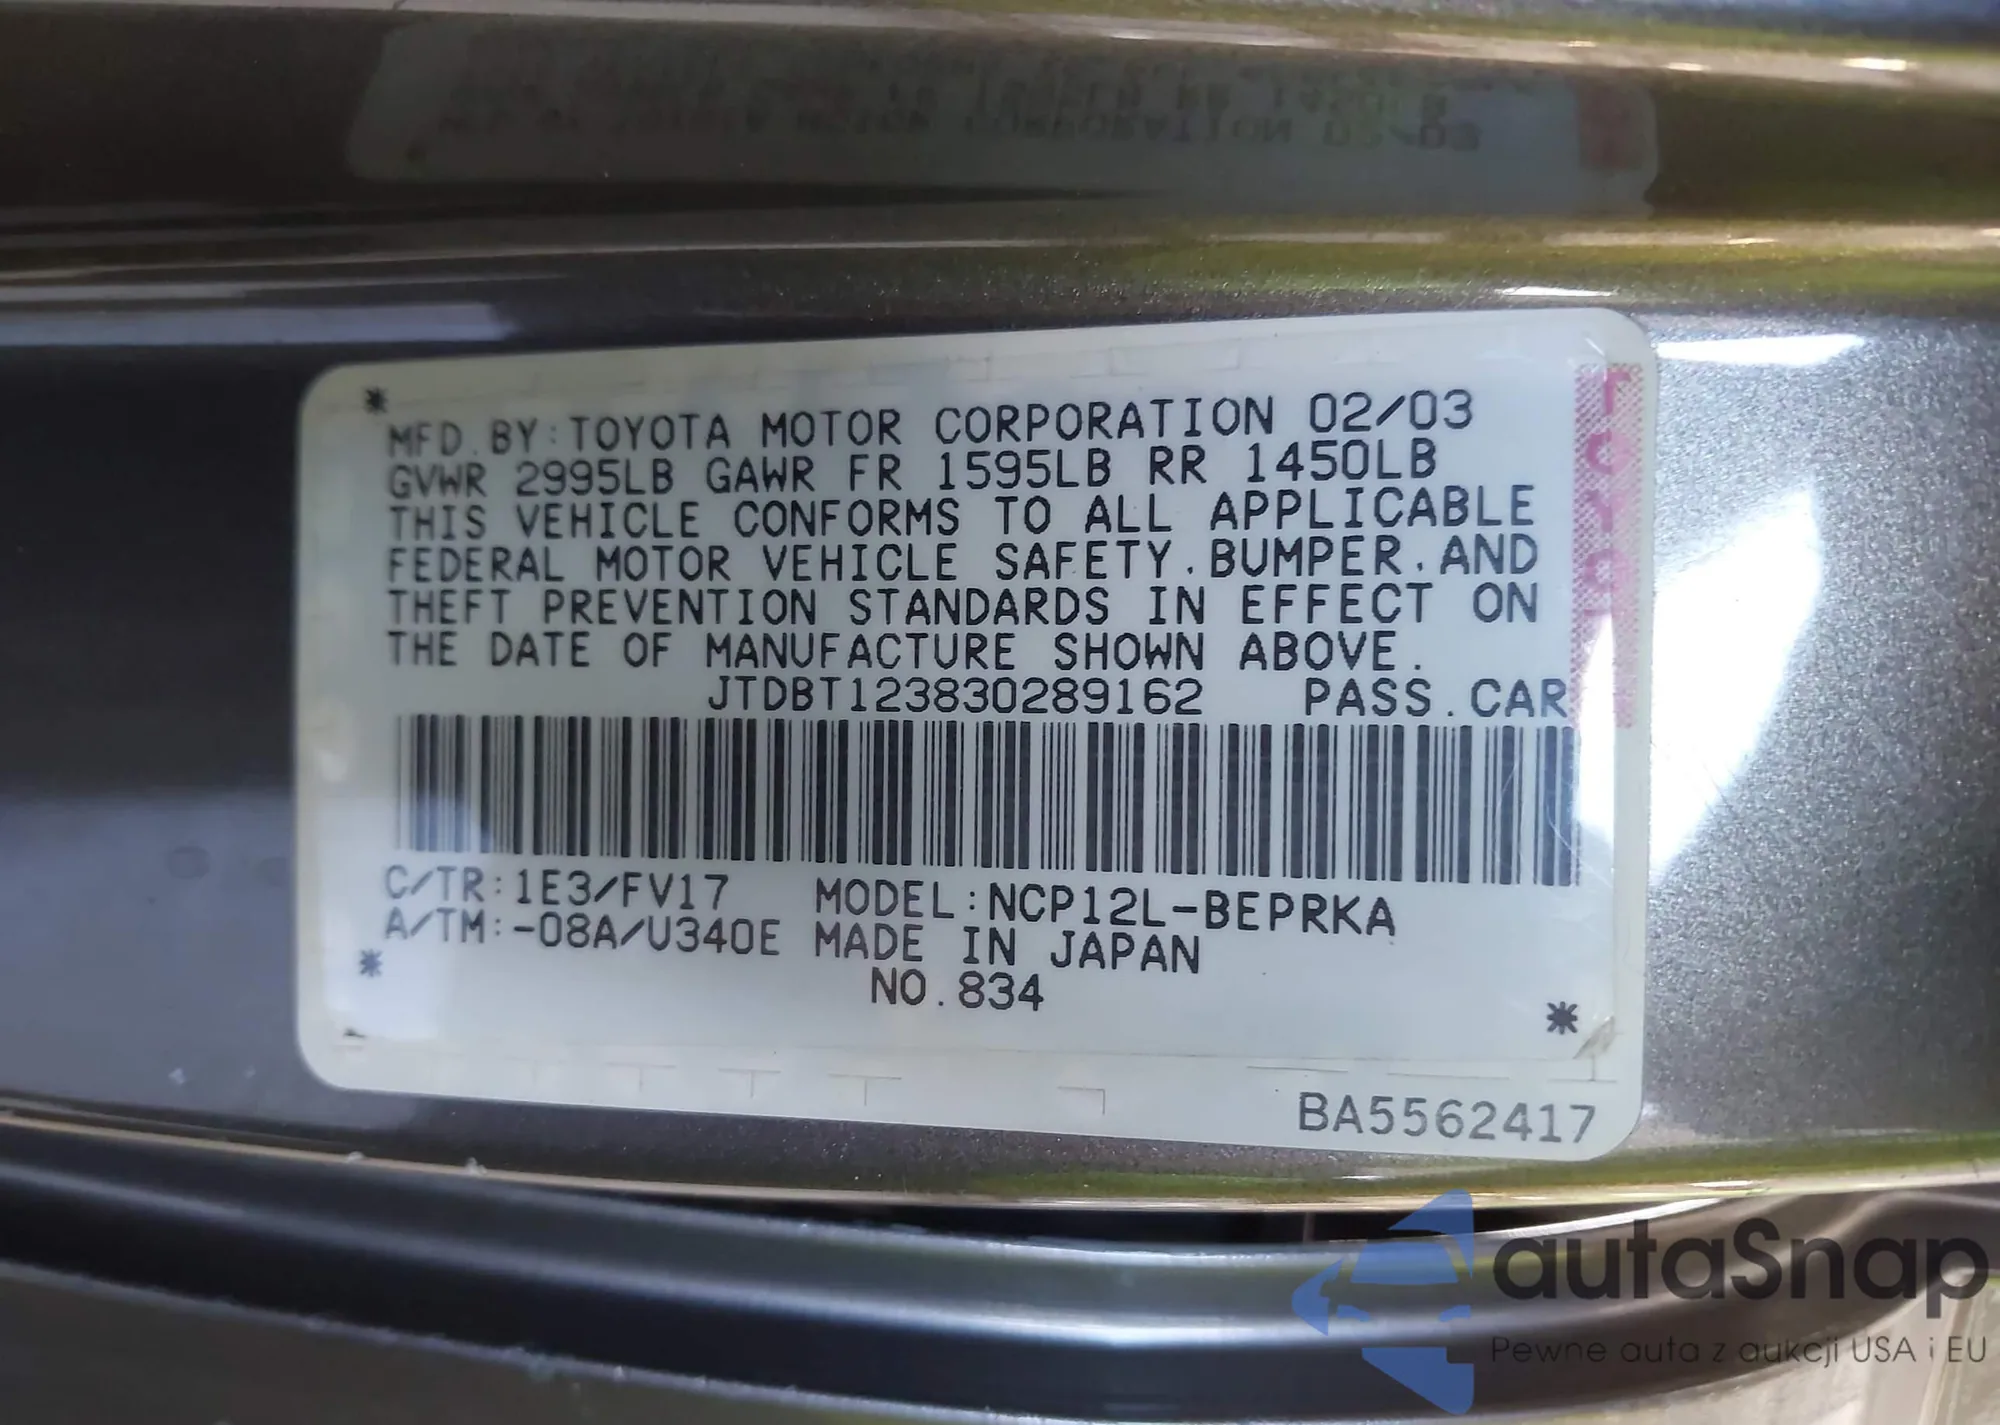 MFD.BY:TOYOTA MOTOR CORPORATION 02/03
GVWR 2995LB GAWR FR 1595LB RR 1450LB
THIS VEHICLE CONFORMS TO ALL APPLICABLE
FEDERAL MOTOR VEHICLE SAFETY.BUMPER.AND
THEFT PREVENTION STANDARDS IN EFFECT ON
THE DATE OF MANUFACTURE SHOWN ABOVE.
JTDBT123830289162 PASS.CAR
C/TR:1E3/FV17 MODEL:NCP12L-BEPRKA
A/TM:-08A/U340E MADE IN JAPAN
NO.834
BA5562417
autaSnap
Pewne auta z aukcji USA i EU